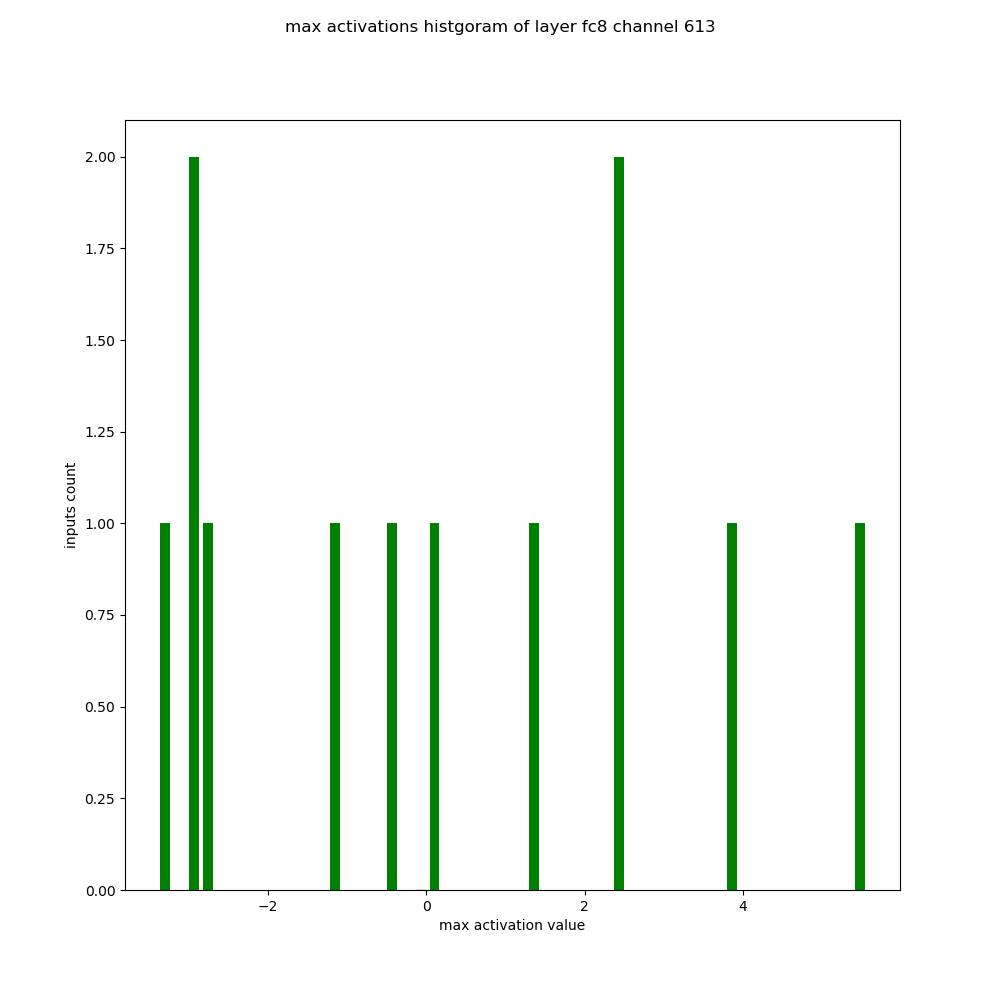 max activations histgoram of layer fc8 channel 613
2.00
1.75
1.50
1.25
1.00
0.75
0.50
0.25
0.00
inputs count
−2 0 2 4
max activation value